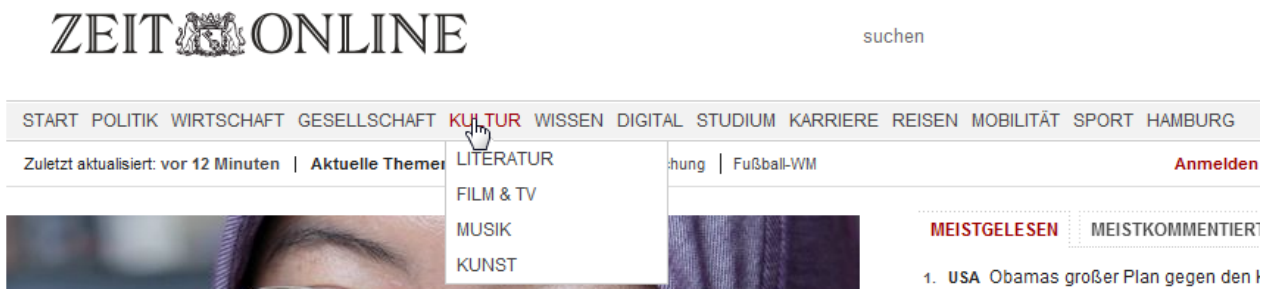 ZEIT ONLINE
suchen
START POLITIK WIRTSCHAFT GESELLSCHAFT KULTUR WISSEN DIGITAL STUDIUM KARRIERE REISEN MOBILITÄT SPORT HAMBURG
Zuletzt aktualisiert: vor 12 Minuten | Aktuelle Themen | Fußball-WM Anmelden
LITERATUR
FILM & TV
MUSIK
KUNST
MEISTGELESEN MEISTKOMMENTIERT
1. USA Obamas großer Plan gegen den